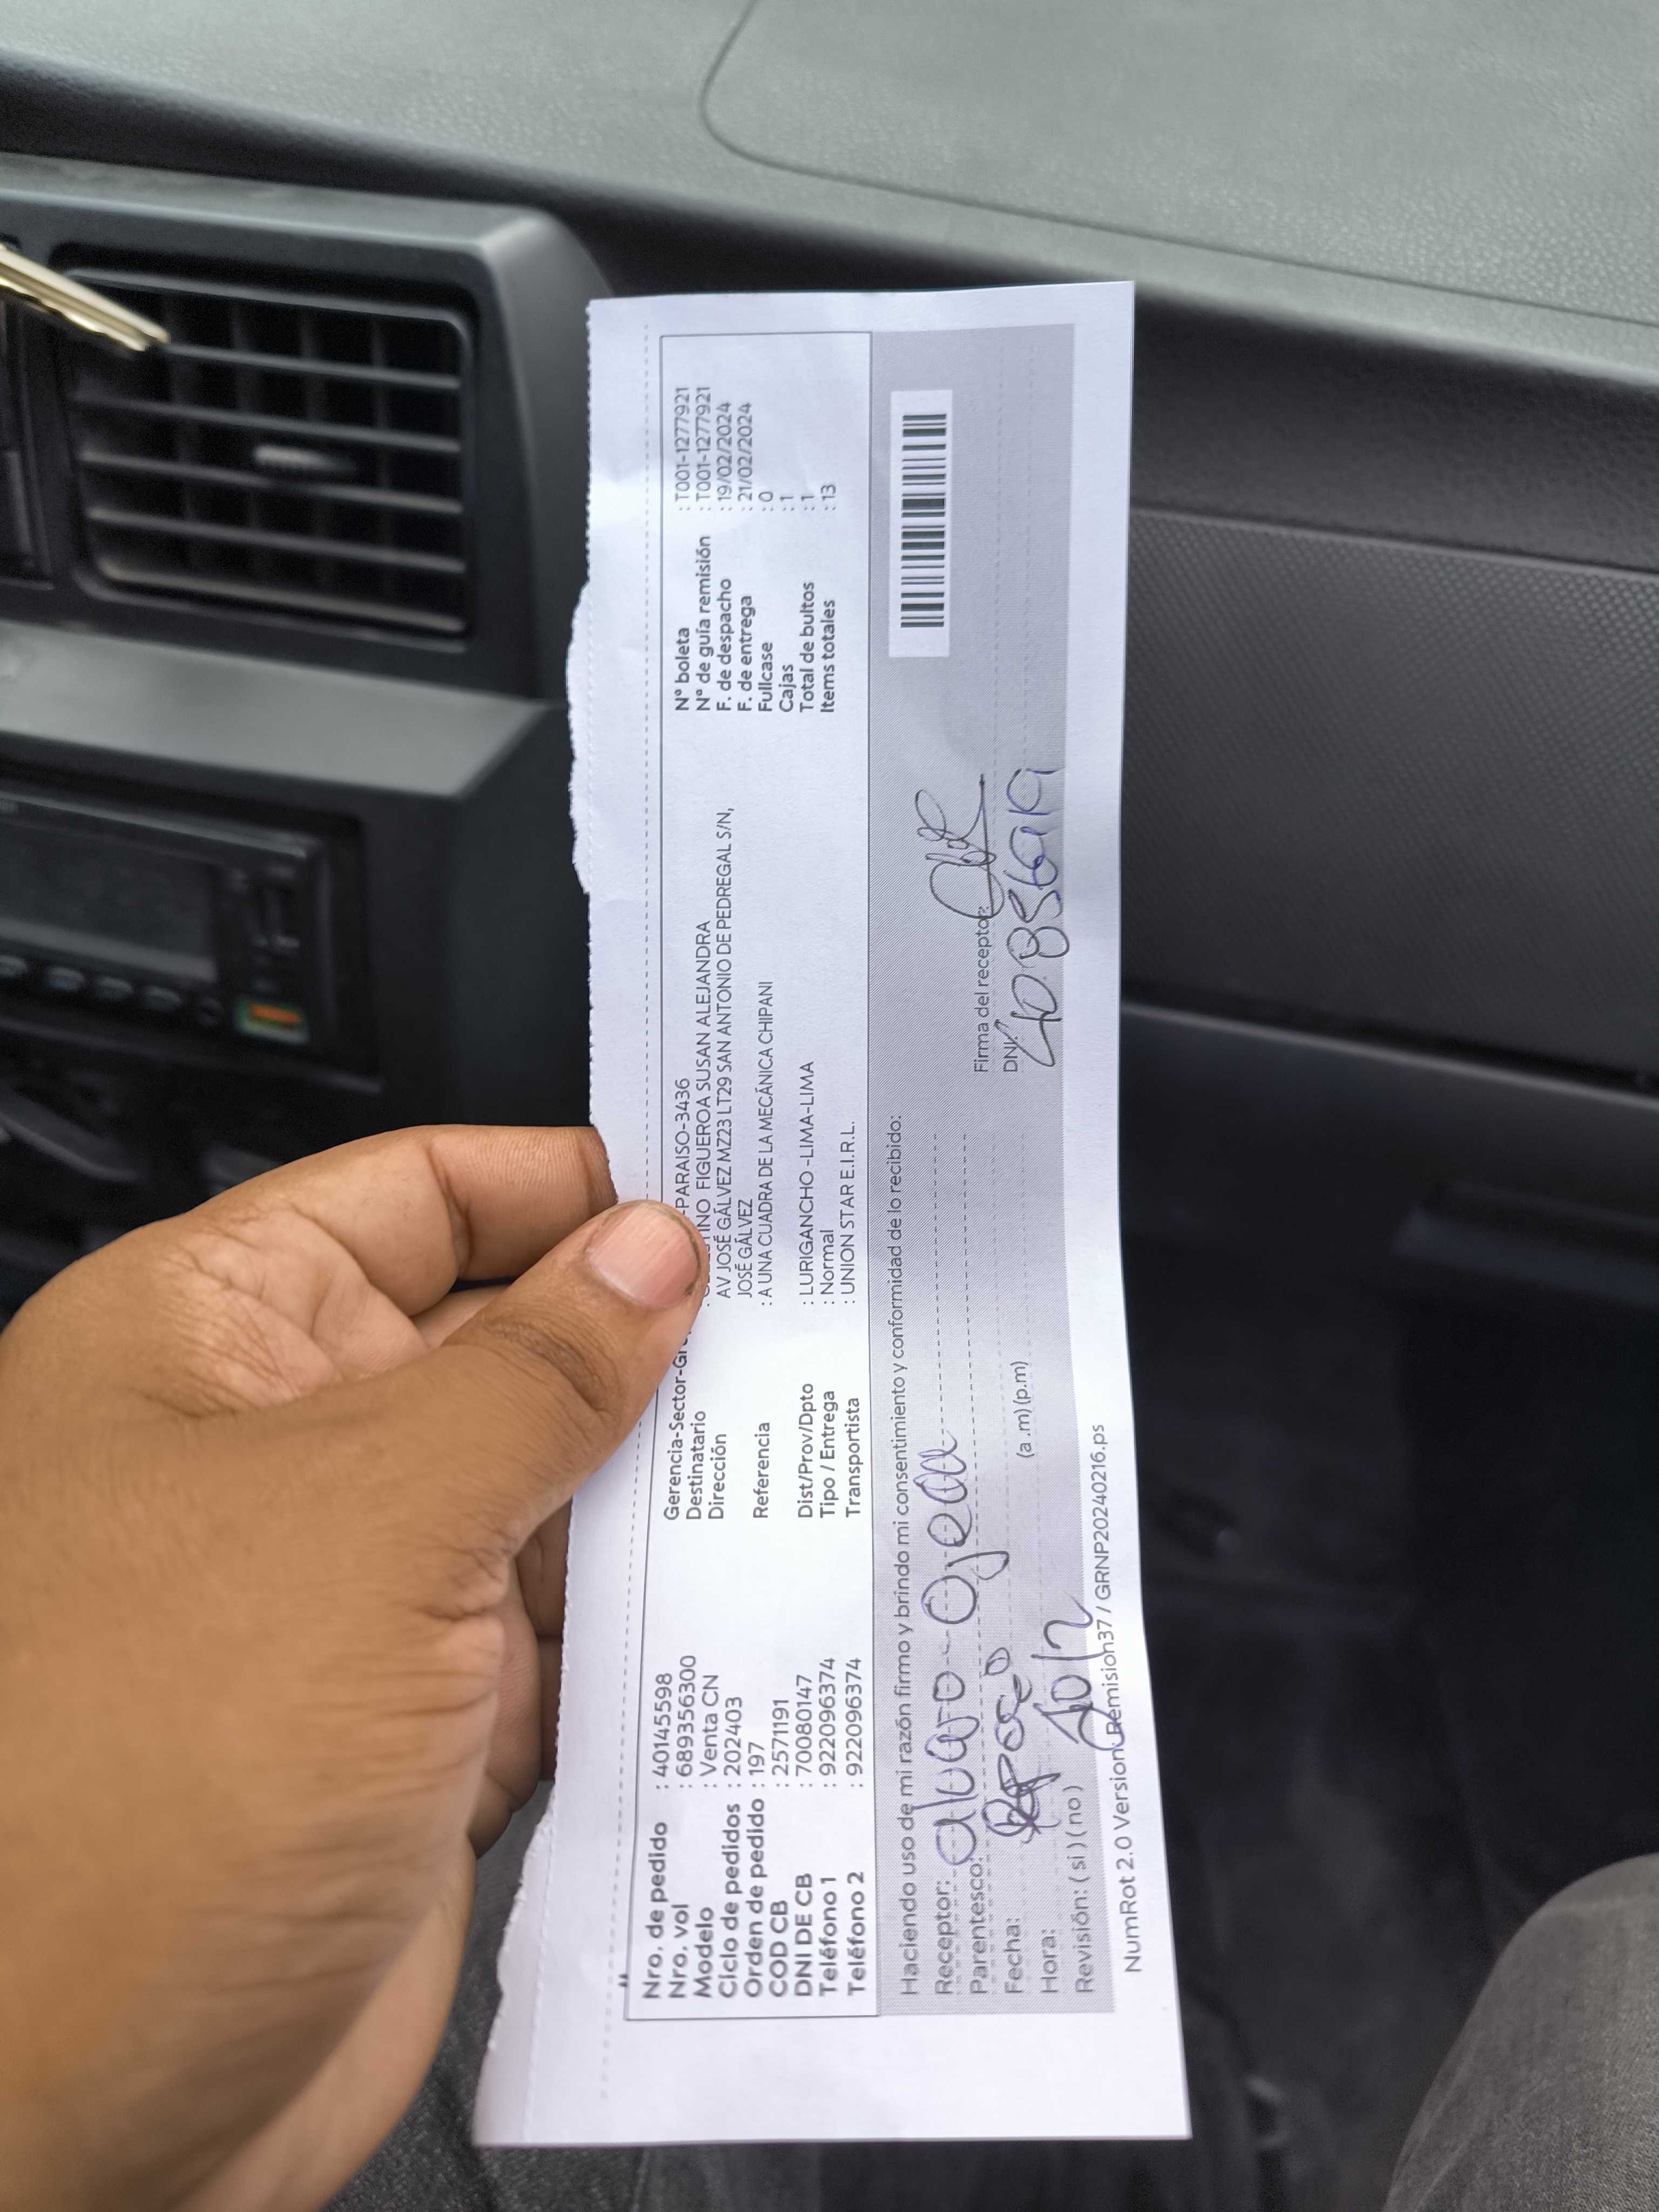 Nro. de pedido : 40145598
Nro. vol : 689356300
Modelo : Venta CN
Ciclo de pedidos : 202403
Orden de pedido : 197
COD CB : 2571191
DNI DE CB : 70080147
Teléfono 1 : 922096374
Teléfono 2 : 922096374
Gerencia-Sector-Gr -PARAISO-3436
Destinatario FIGUEROA SUSAN ALEJANDRA
Dirección AV JOSÉ GÁLVEZ MZ23 LT29 SAN ANTONIO DE PEDREGAL S/N,
JOSÉ GÁLVEZ
Referencia : A UNA CUADRA DE LA MECÁNICA CHIPANI
Dist/Prov/Dpto : LURIGANCHO -LIMA-LIMA
Tipo / Entrega : Normal
Transportista : UNION STAR E.I.R.L.
N° boleta : T001-1277921
N° de guía remisión : T001-1277921
F. de despacho : 19/02/2024
F. de entrega : 21/02/2024
Fullcase : 0
Cajas : 1
Total de bultos : 1
Items totales : 13
Haciendo uso de mi razón firmo y brindo mi consentimiento y conformidad de lo recibido:
Receptor: Ojeda
Parentesco:
Fecha:
Hora: (a .m) (p.m)
Revisión: ( si ) ( no )
Firma del receptor:
DNI:
NumRot 2.0 Version Remision37 / GRNP20240216.ps